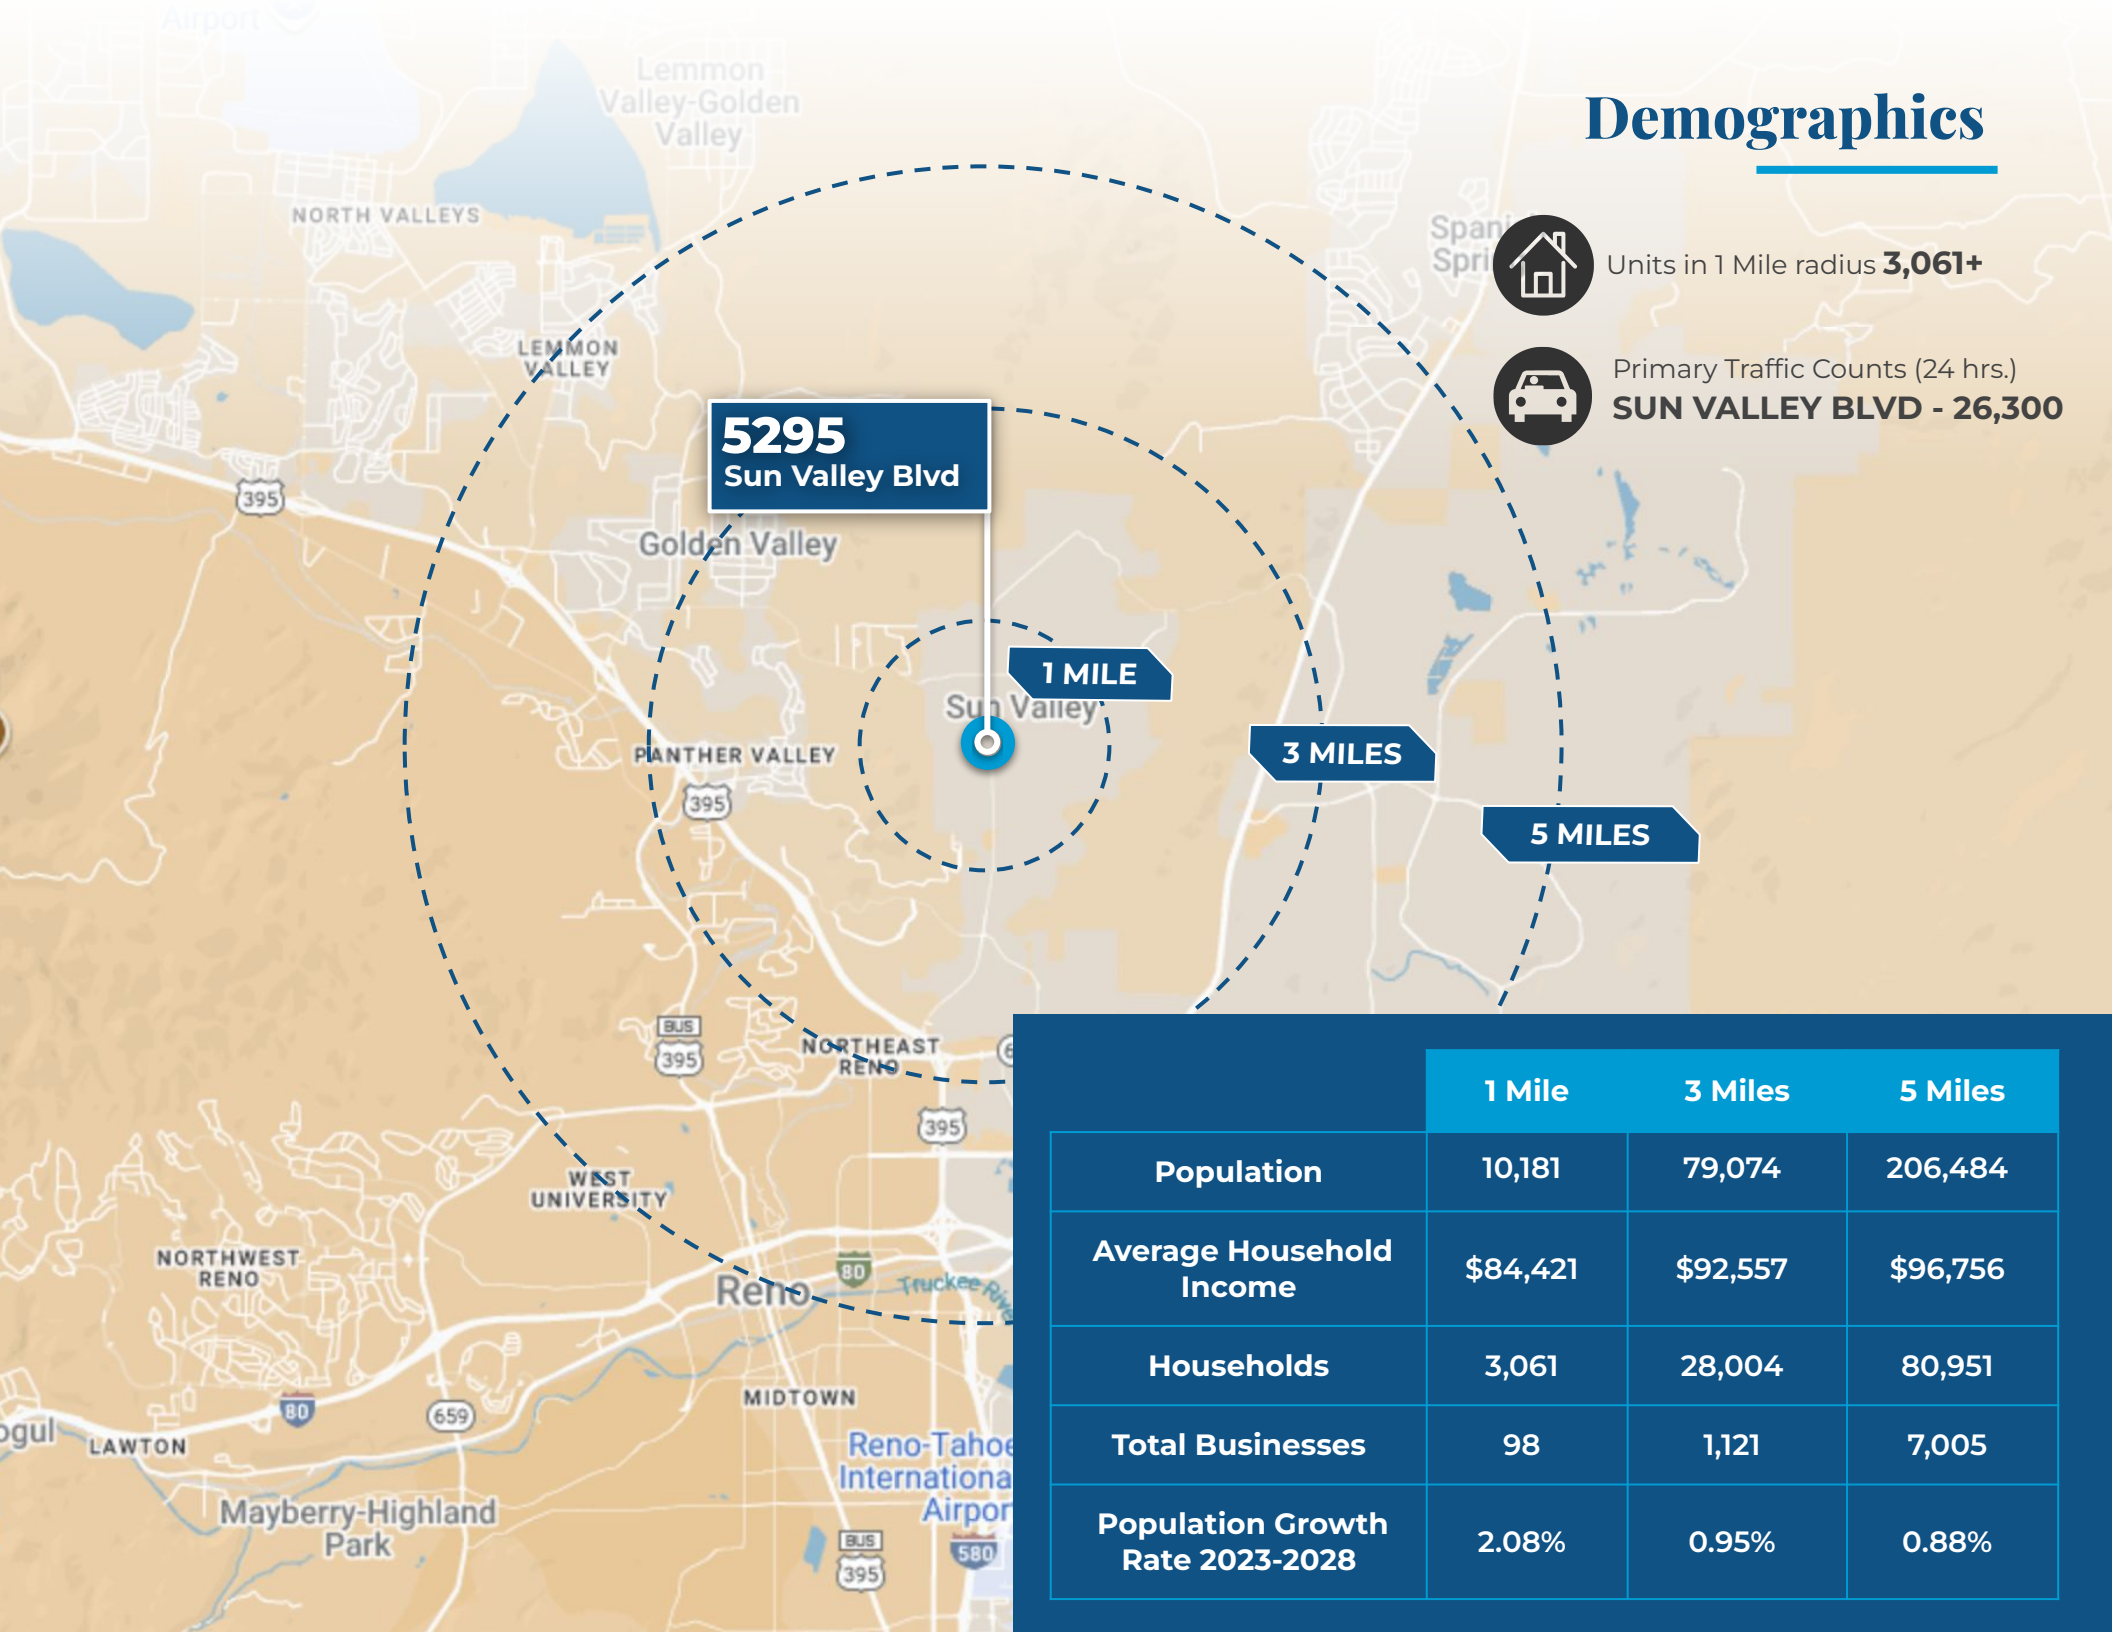 Airport
Lemmon
Valley-Golden
Valley
Demographics
NORTH VALLEYS
Units in 1 Mile radius 3,061+
LEMMON
VALLEY
Primary Traffic Counts (24 hrs.)
SUN VALLEY BLVD - 26,300
5295
Sun Valley Blvd
395
Golden Valley
1 MILE
Sun Valley
PANTHER VALLEY
3 MILES
395
5 MILES
BUS
395
NORTHEAST
RENO
395
WEST
UNIVERSITY
NORTHWEST
RENO
80
Reno
Truckee
80
659
MIDTOWN
LAWTON
Reno-Tahoe
Mayberry-Highland
Park
BUS
395
580
1 Mile 3 Miles 5 Miles
Population 10,181 79,074 206,484
Average Household
Income $84,421 $92,557 $96,756
Households 3,061 28,004 80,951
Total Businesses 98 1,121 7,005
Population Growth
Rate 2023-2028 2.08% 0.95% 0.88%